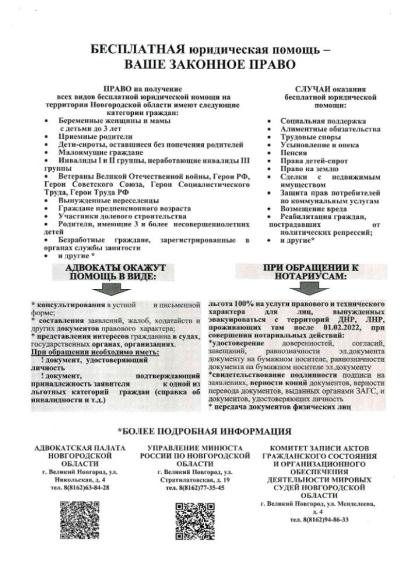 БЕСПЛАТНАЯ юридическая помощь –
ВАШЕ ЗАКОННОЕ ПРАВО
ПРАВО на получение
всех видов бесплатной юридической помощи на
территории Новгородской области имеют следующие
категории граждан:
• Беременные женщины и мамы
с детьми до 3 лет
• Приемные родители
• Дети-сироты, оставшиеся без попечения родителей
• Малоимущие граждане
• Инвалиды I и II группы, неработающие инвалиды III
группы
• Ветераны Великой Отечественной войны, Герои РФ,
Герои Советского Союза, Герои Социалистического
Труда, Герои Труда РФ
• Вынужденные переселенцы
• Граждане предпенсионного возраста
• Участники долевого строительства
• Родители, имеющие 3 и более несовершеннолетних
детей
• Безработные граждане, зарегистрированные в
органах службы занятости
• и другие *
СЛУЧАИ оказания
бесплатной юридической
помощи:
• Социальная поддержка
• Алиментные обязательства
• Трудовые споры
• Усыновление и опека
• Пенсия
• Права детей-сирот
• Право на землю
• Сделки с недвижимым
имуществом
• Защита прав потребителей
по коммунальным услугам
• Возмещение вреда
• Реабилитация граждан,
пострадавших от
политических репрессий;
• и другие*
АДВОКАТЫ ОКАЖУТ
ПОМОЩЬ В ВИДЕ:
* консультирования в устной и письменной
форме;
* составления заявлений, жалоб, ходатайств и
других документов правового характера;
* представления интересов гражданина в судах,
государственных органах, организациях.
При обращении необходимо иметь:
! документ, удостоверяющий
личность
! документ, подтверждающий
принадлежность заявителя к одной из
льготных категорий граждан (справка об
инвалидности и т.д.)
ПРИ ОБРАЩЕНИИ К
НОТАРИУСАМ:
льгота 100% на услуги правового и технического
характера для лиц, вынужденных
эвакуироваться с территорий ДНР, ЛНР,
проживающих там после 01.02.2022, при
совершении нотариальных действий:
*удостоверение доверенностей, согласий,
завещаний, равнозначности эл.документа
документу на бумажном носителе, равнозначности
документа на бумажном носителе эл.документу
*свидетельствование подлинности подписи на
заявлениях, верности копий документов, верности
перевода документов, выданных органами ЗАГС, и
документов, удостоверяющих личность
* передача документов физических лиц
*БОЛЕЕ ПОДРОБНАЯ ИНФОРМАЦИЯ
АДВОКАТСКАЯ ПАЛАТА
НОВГОРОДСКОЙ
ОБЛАСТИ
г. Великий Новгород, ул.
Никольская, д. 4
тел. 8(8162)63-84-28
УПРАВЛЕНИЕ МИНЮСТА
РОССИИ ПО НОВГОРОДСКОЙ
ОБЛАСТИ
г. Великий Новгород, ул.
Стратилатовская, д. 19
тел. 8(8162)77-35-45
КОМИТЕТ ЗАПИСИ АКТОВ
ГРАЖДАНСКОГО СОСТОЯНИЯ
И ОРГАНИЗАЦИОННОГО
ОБЕСПЕЧЕНИЯ
ДЕЯТЕЛЬНОСТИ МИРОВЫХ
СУДЕЙ НОВГОРОДСКОЙ
ОБЛАСТИ
г. Великий Новгород, ул. Менделеева,
д. 4
тел. 8(8162)94-86-33